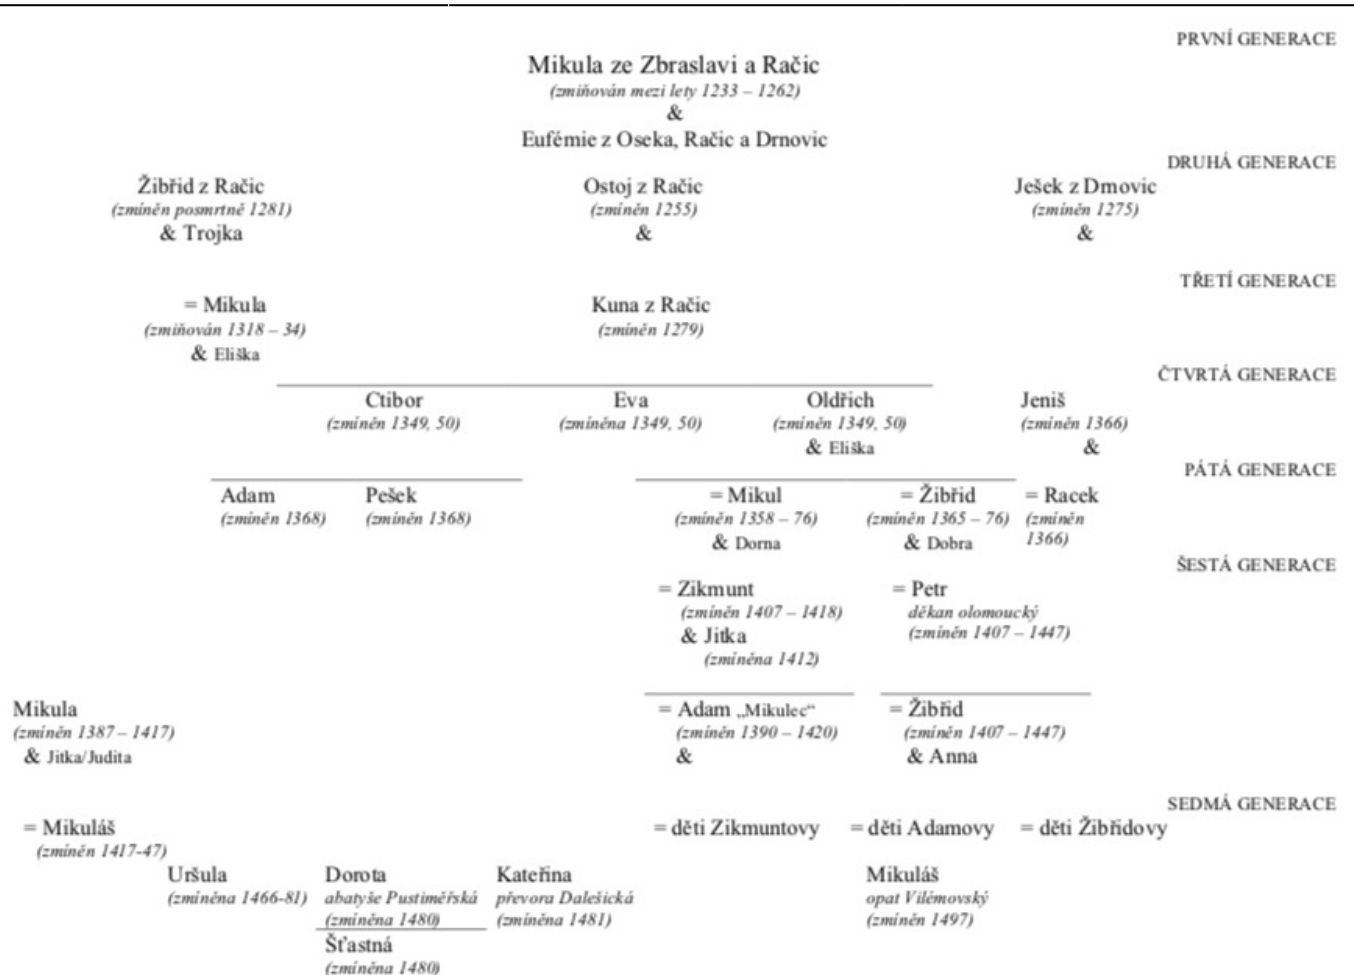 PRVNÍ GENERACE
Mikula ze Zbraslavi a Račic
(zmiňován mezi lety 1233 – 1262)
&
Eufémie z Oseka, Račic a Drnovic
DRUHÁ GENERACE
Žibřid z Račic Ostoj z Račic Ješek z Drnovic
(zmíněn posmrtně 1281) (zmíněn 1255) (zmíněn 1275)
& Trojka & &
TŘETÍ GENERACE
= Mikula Kuna z Račic
(zmiňován 1318 – 34) (zmíněn 1279)
& Eliška
ČTVRTÁ GENERACE
Ctibor Eva Oldřich Jeniš
(zmíněn 1349, 50) (zmíněna 1349, 50) (zmíněn 1349, 50) (zmíněn 1366)
& Eliška &
PÁTÁ GENERACE
Adam Pešek = Mikul = Žibřid = Racek
(zmíněn 1368) (zmíněn 1368) (zmíněn 1358 – 76) (zmíněn 1365 – 76) (zmíněn
& Dorna & Dobra 1366)
ŠESTÁ GENERACE
= Zikmunt = Petr
(zmíněn 1407 – 1418) děkan olomoucký
& Jitka (zmíněn 1407 – 1447)
(zmíněna 1412)
Mikula = Adam „Mikulec“ = Žibřid
(zmíněn 1387 – 1417) (zmíněn 1390 – 1420) (zmíněn 1407 – 1447)
& Jitka/Judita & & Anna
SEDMÁ GENERACE
= Mikuláš = děti Zikmuntovy = děti Adamovy = děti Žibřidovy
(zmíněn 1417-47)
Uršula Dorota Kateřina Mikuláš
(zmíněna 1466-81) abatyše Pustiměřská převora Dalešická opat Vilémovský
(zmíněna 1480) (zmíněna 1481) (zmíněn 1497)
Šťastná
(zmíněna 1480)